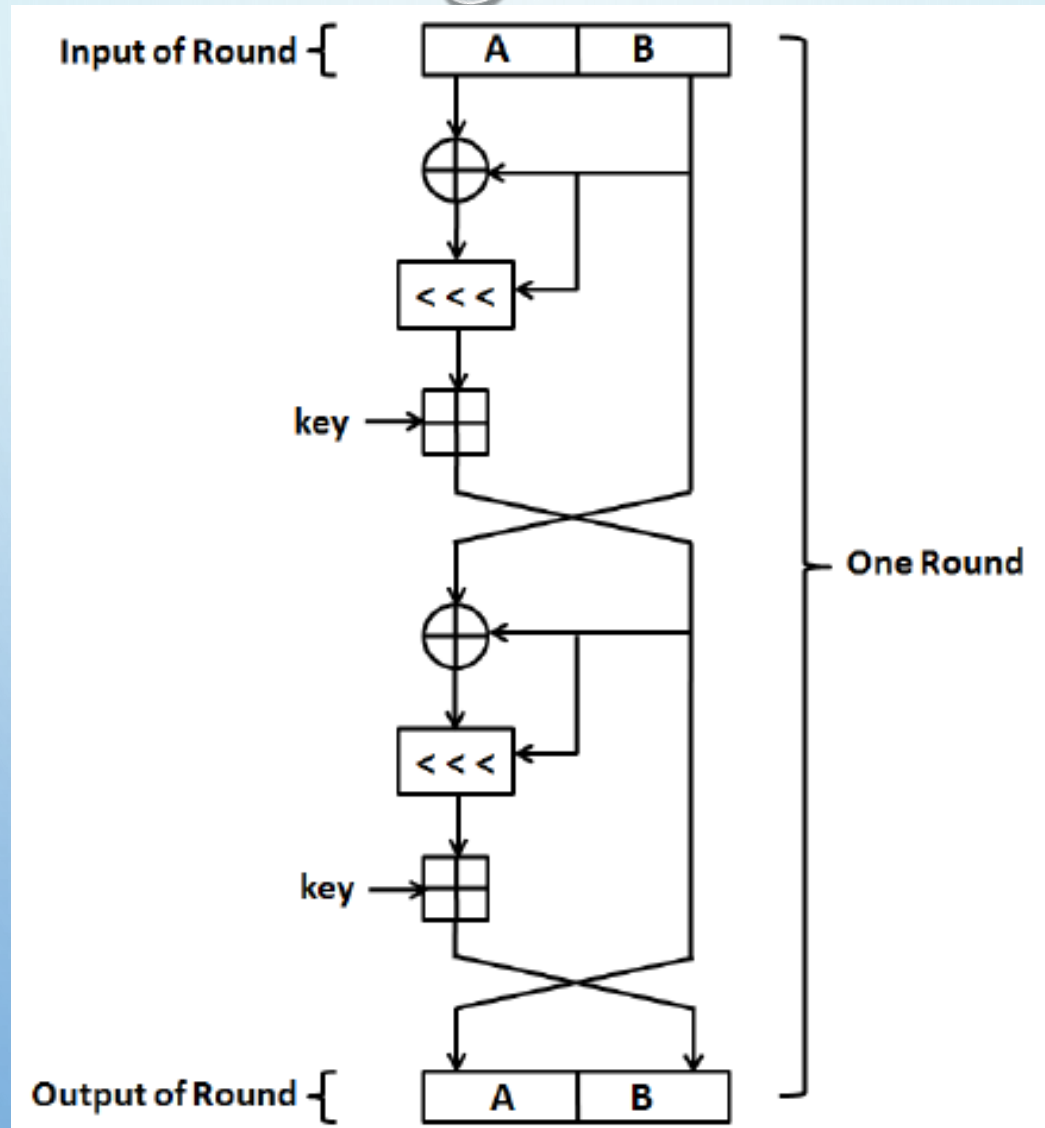 Input of Round
A B
< < <
key
One Round
< < <
key
Output of Round
A B